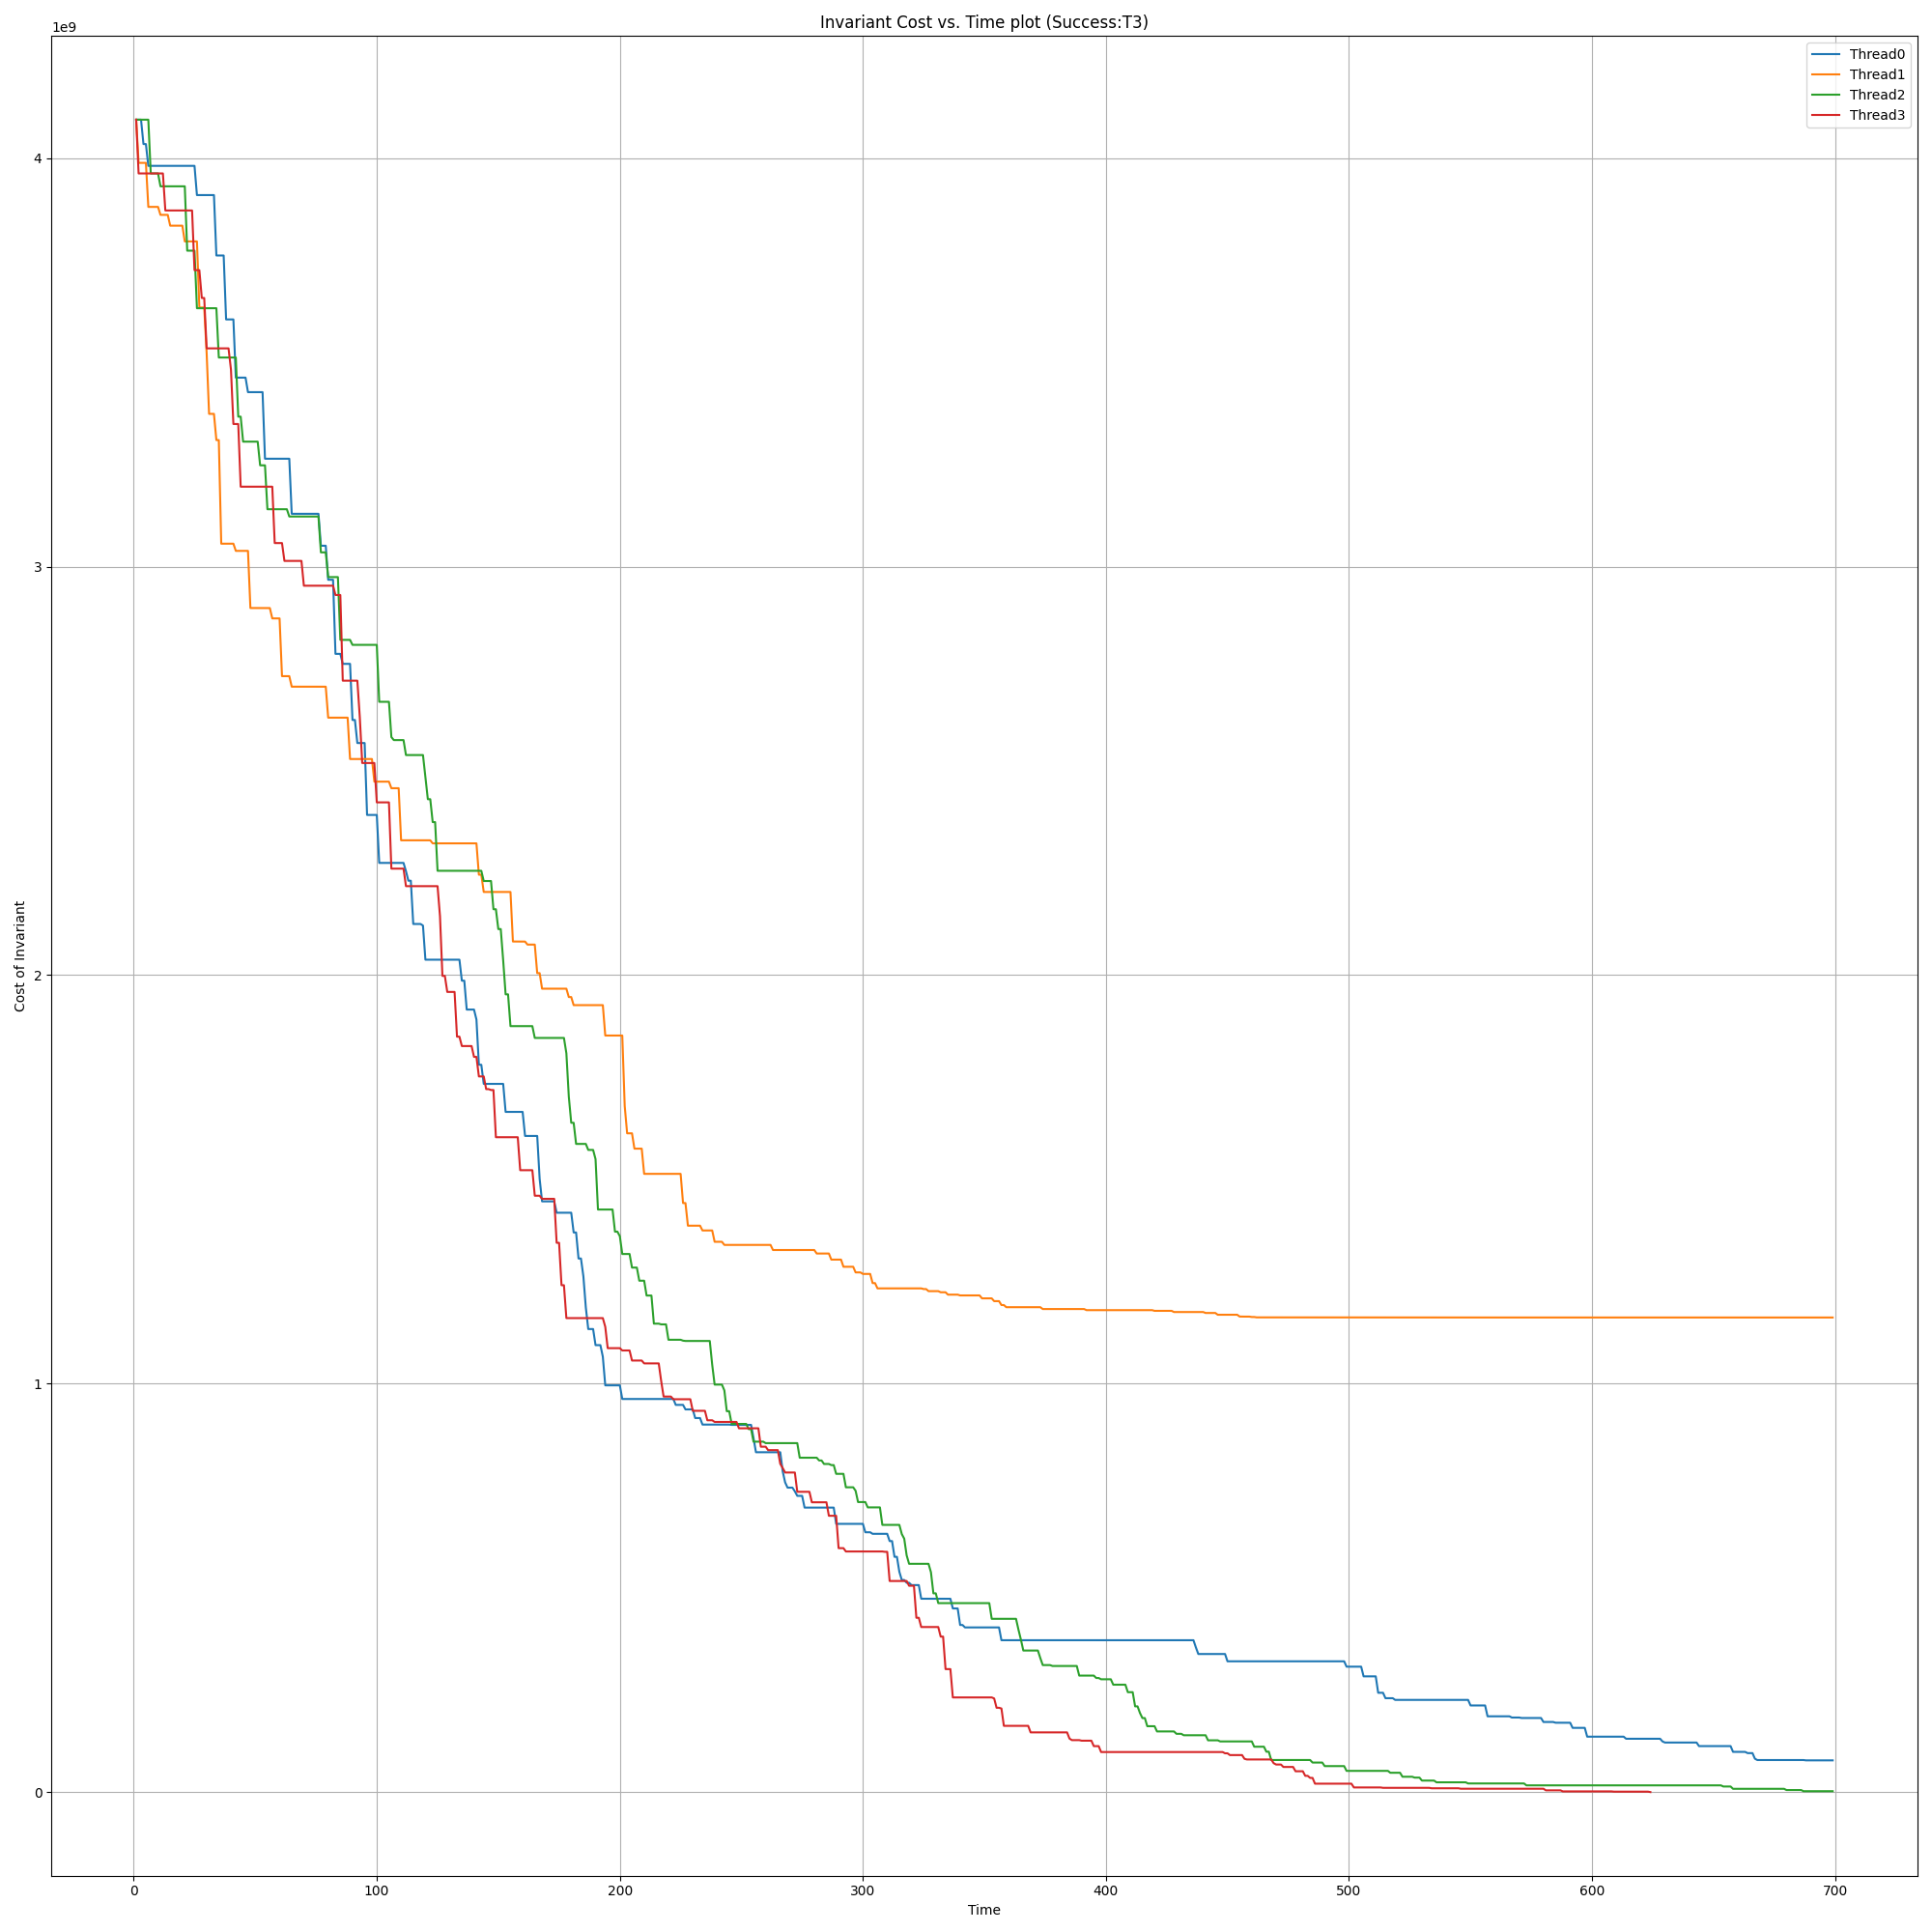 Invariant Cost vs. Time plot (Success:T3)
1e9
Thread0
Thread1
Thread2
Thread3
4
3
2
1
0
Cost of Invariant
0 100 200 300 400 500 600 700
Time